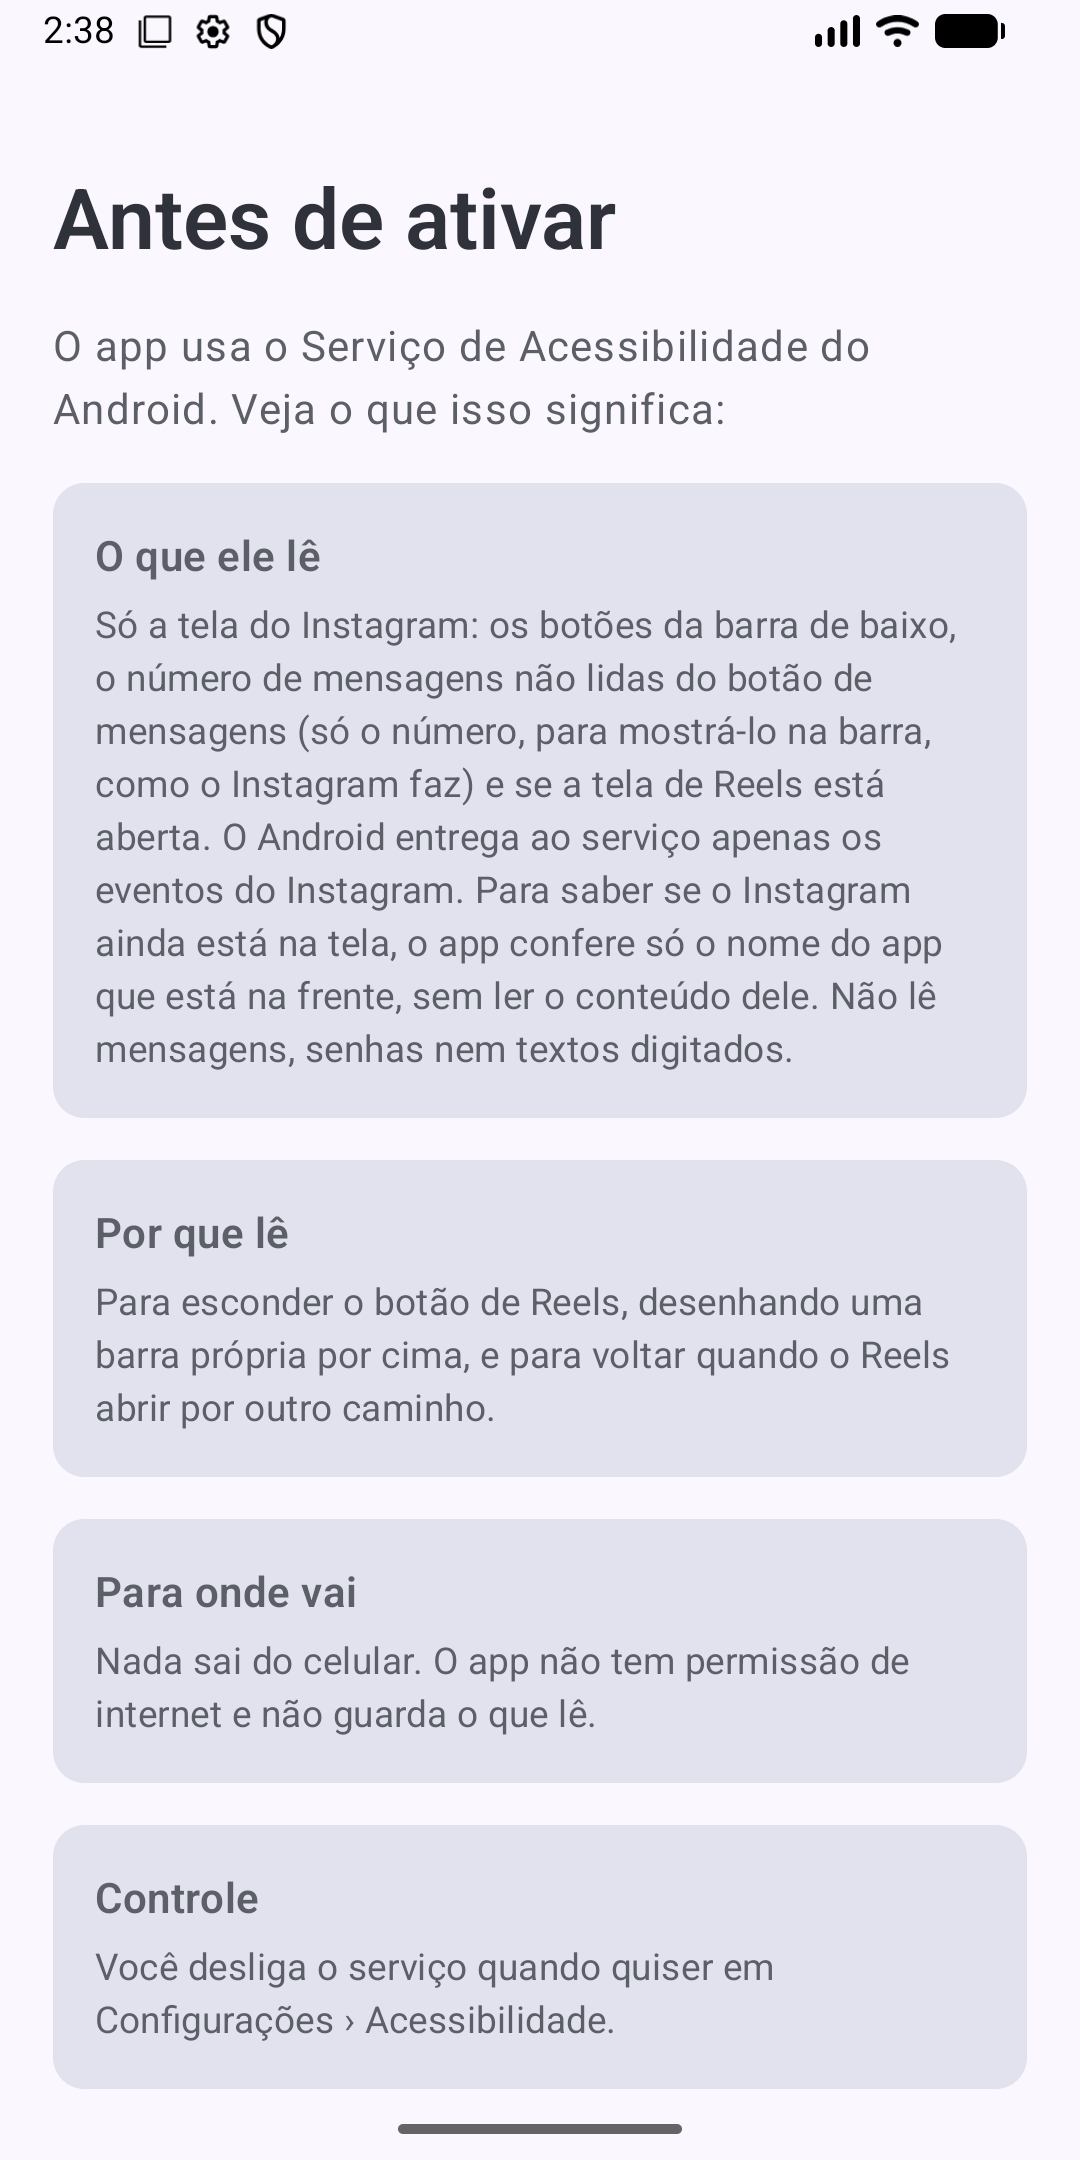 2:38
Antes de ativar
O app usa o Serviço de Acessibilidade do
Android. Veja o que isso significa:
O que ele lê
Só a tela do Instagram: os botões da barra de baixo,
o número de mensagens não lidas do botão de
mensagens (só o número, para mostrá-lo na barra,
como o Instagram faz) e se a tela de Reels está
aberta. O Android entrega ao serviço apenas os
eventos do Instagram. Para saber se o Instagram
ainda está na tela, o app confere só o nome do app
que está na frente, sem ler o conteúdo dele. Não lê
mensagens, senhas nem textos digitados.
Por que lê
Para esconder o botão de Reels, desenhando uma
barra própria por cima, e para voltar quando o Reels
abrir por outro caminho.
Para onde vai
Nada sai do celular. O app não tem permissão de
internet e não guarda o que lê.
Controle
Você desliga o serviço quando quiser em
Configurações › Acessibilidade.